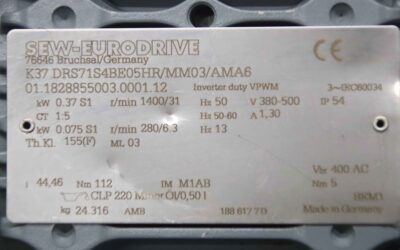 SEW-EURODRIVE
76646 Bruchsal/Germany CE
K37 DRS71S4BE05HR/MM03/AMA6
01.1828855003.0001.12 Inverter duty VPWM 3~IEC60034
kW 0.37 S1 r/min 1400/31 Hz 50 V 380-500 IP 54
CT 1:5 Hz 50-60 A 1,30
kW 0.075 S1 r/min 280/6.3 Hz 13
Th.Kl. 155(F) ML 03
Vbr 400 AC
i 44,46 Nm 112 IM M1AB Nm 5
CLP 220 Miner Öl/0,50 l
kg 24.316 AMB 188 617 7 D Made in Germany